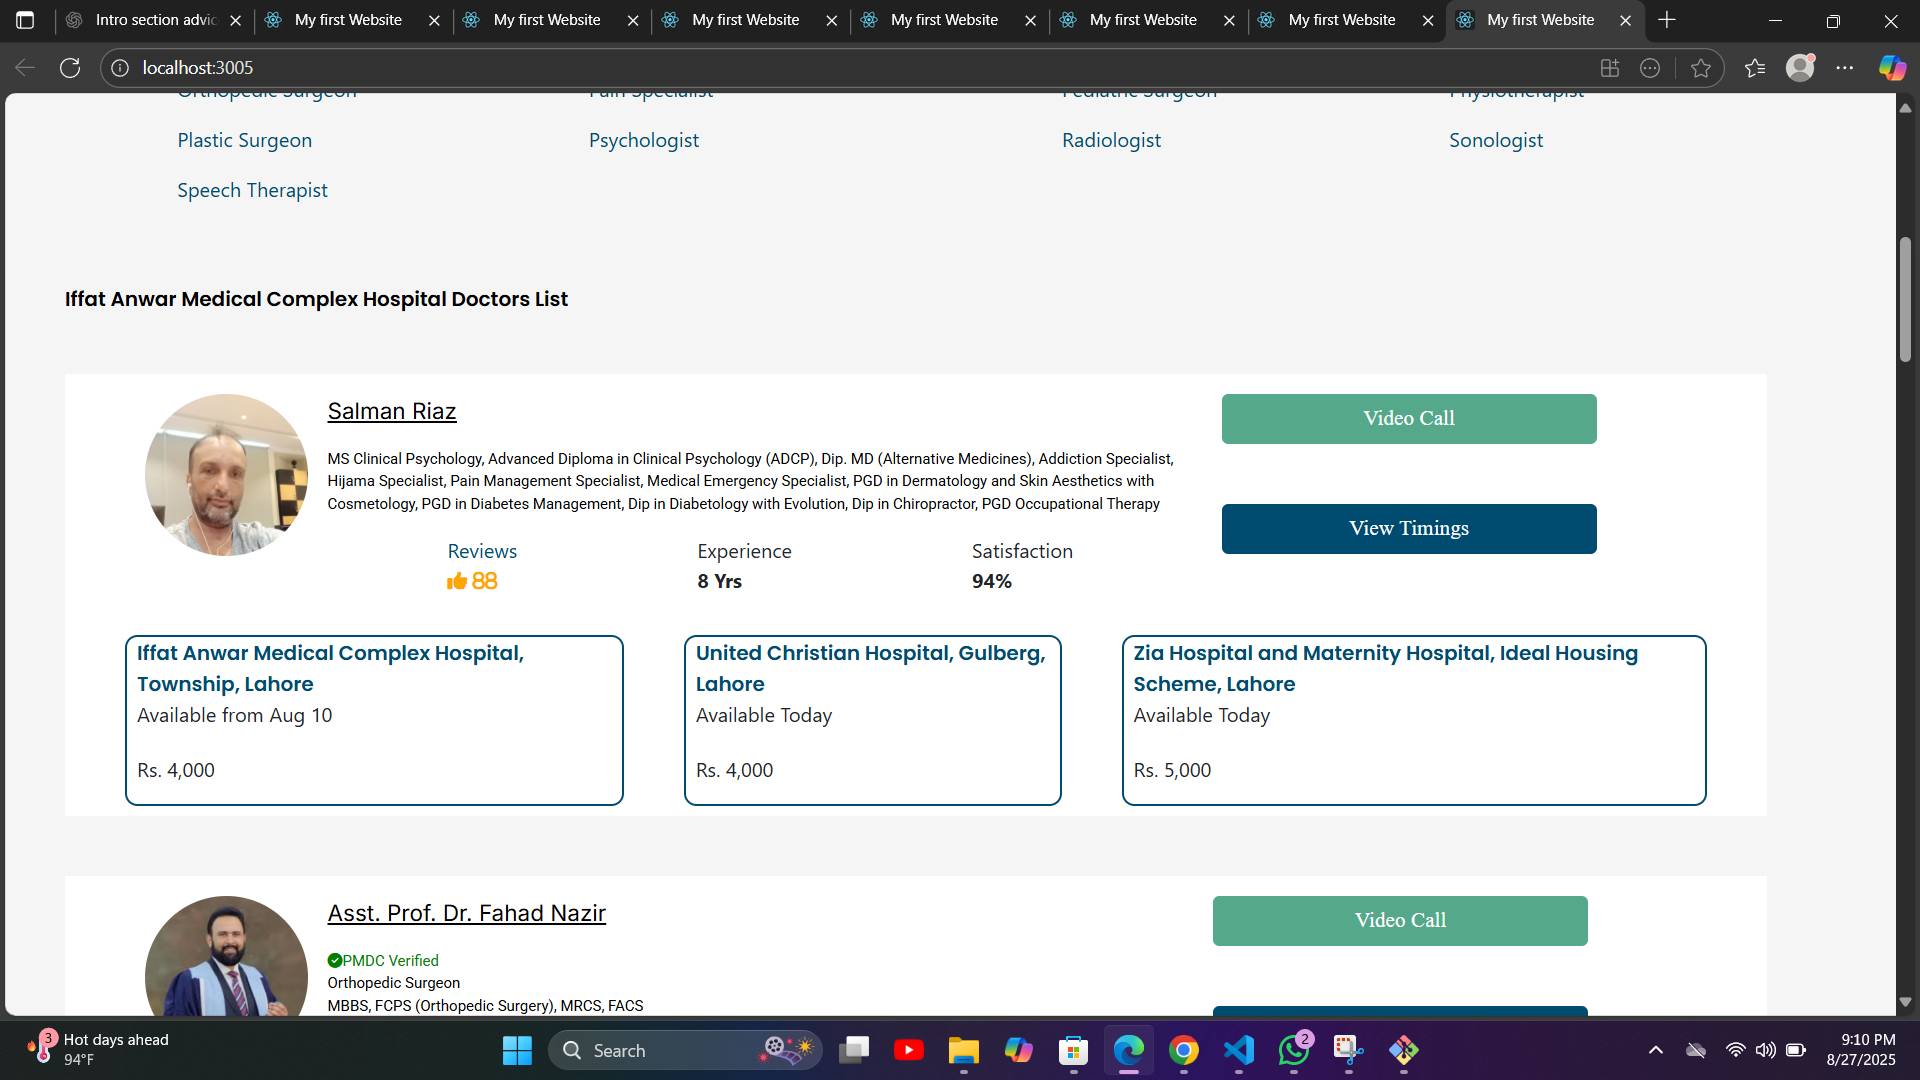 Intro section advic
My first Website
My first Website
My first Website
My first Website
My first Website
My first Website
My first Website
localhost:3005
Orthopedic Surgeon Pain Specialist Pediatric Surgeon Physiotherapist
Plastic Surgeon Psychologist Radiologist Sonologist
Speech Therapist
Iffat Anwar Medical Complex Hospital Doctors List
Salman Riaz
MS Clinical Psychology, Advanced Diploma in Clinical Psychology (ADCP), Dip. MD (Alternative Medicines), Addiction Specialist,
Hijama Specialist, Pain Management Specialist, Medical Emergency Specialist, PGD in Dermatology and Skin Aesthetics with
Cosmetology, PGD in Diabetes Management, Dip in Diabetology with Evolution, Dip in Chiropractor, PGD Occupational Therapy
Reviews Experience Satisfaction
88 8 Yrs 94%
Video Call
View Timings
Iffat Anwar Medical Complex Hospital,
Township, Lahore
Available from Aug 10
Rs. 4,000
United Christian Hospital, Gulberg,
Lahore
Available Today
Rs. 4,000
Zia Hospital and Maternity Hospital, Ideal Housing
Scheme, Lahore
Available Today
Rs. 5,000
Asst. Prof. Dr. Fahad Nazir
PMDC Verified
Orthopedic Surgeon
MBBS, FCPS (Orthopedic Surgery), MRCS, FACS
Video Call
3
Hot days ahead
94°F
Search
2
9:10 PM
8/27/2025